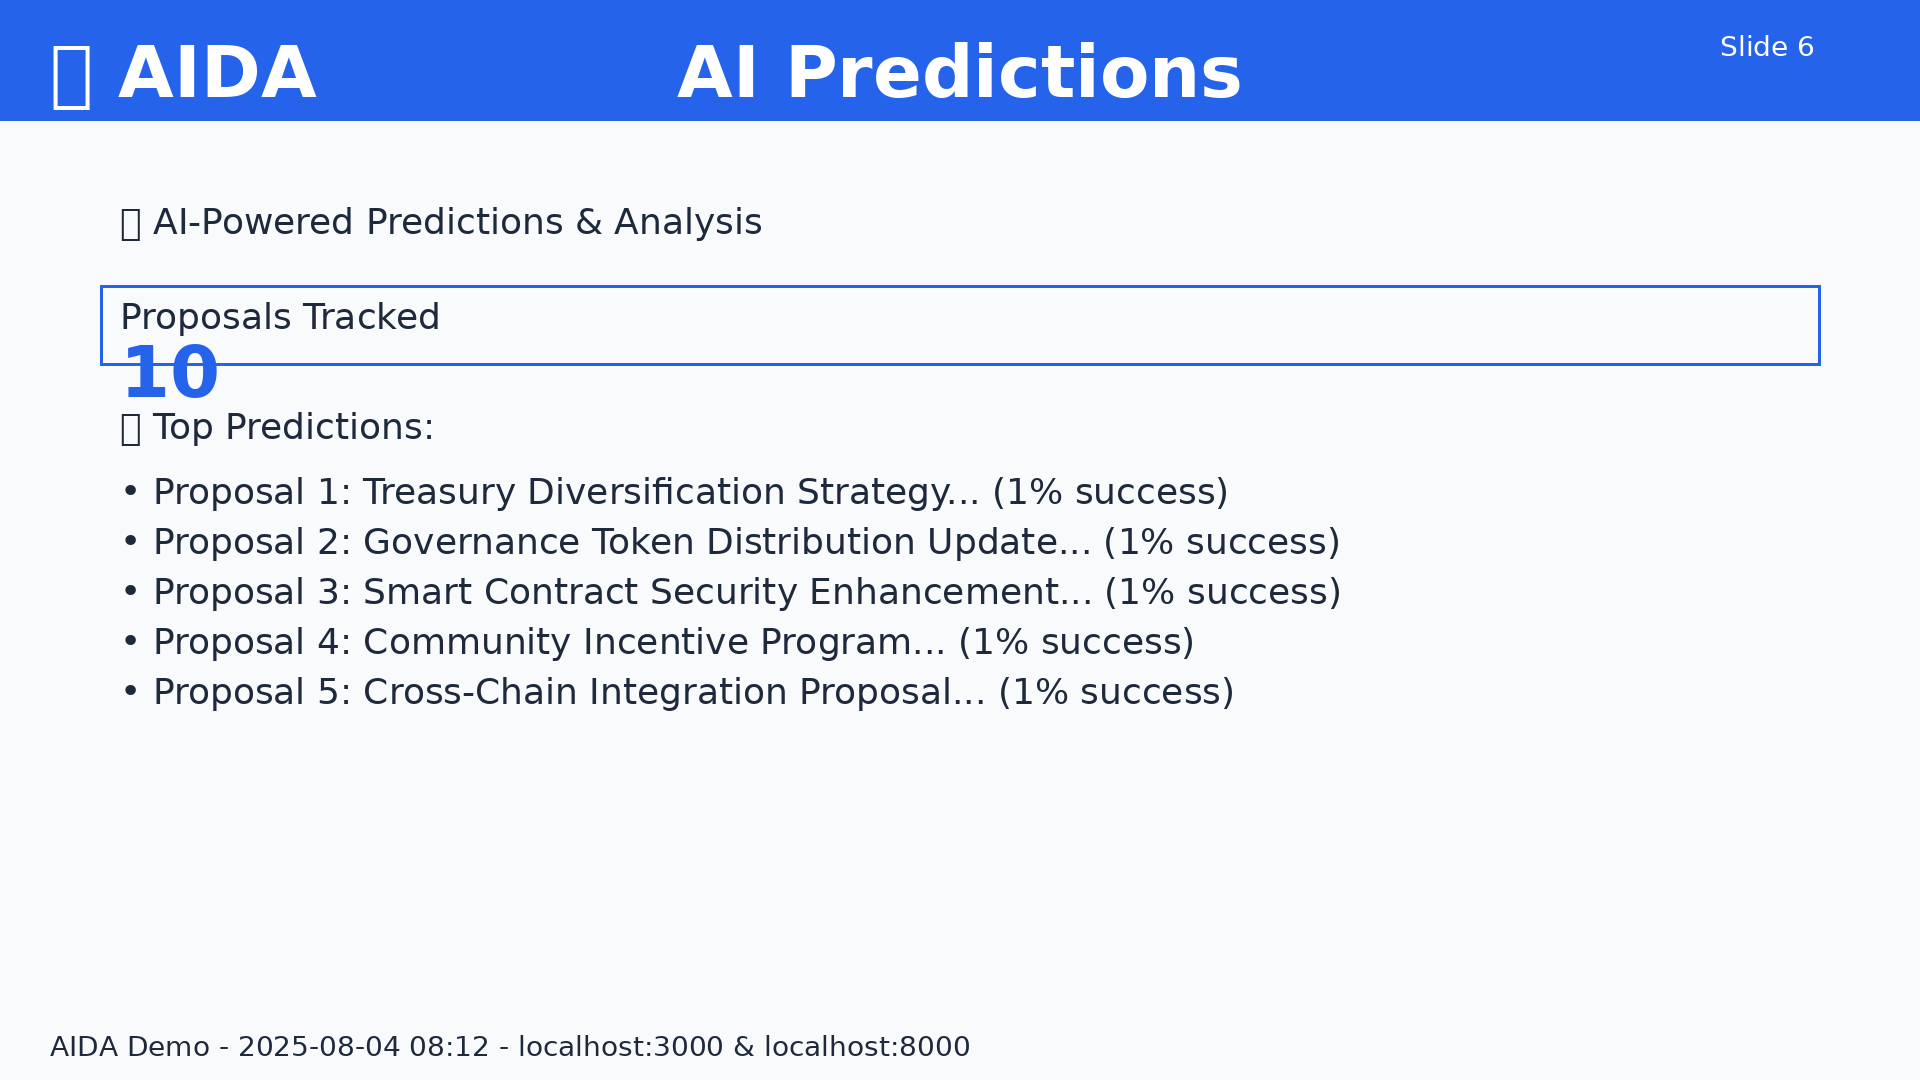 AIDA
AI Predictions
Slide 6
AI-Powered Predictions & Analysis
Proposals Tracked
10
Top Predictions:
• Proposal 1: Treasury Diversification Strategy... (1% success)
• Proposal 2: Governance Token Distribution Update... (1% success)
• Proposal 3: Smart Contract Security Enhancement... (1% success)
• Proposal 4: Community Incentive Program... (1% success)
• Proposal 5: Cross-Chain Integration Proposal... (1% success)
AIDA Demo - 2025-08-04 08:12 - localhost:3000 & localhost:8000